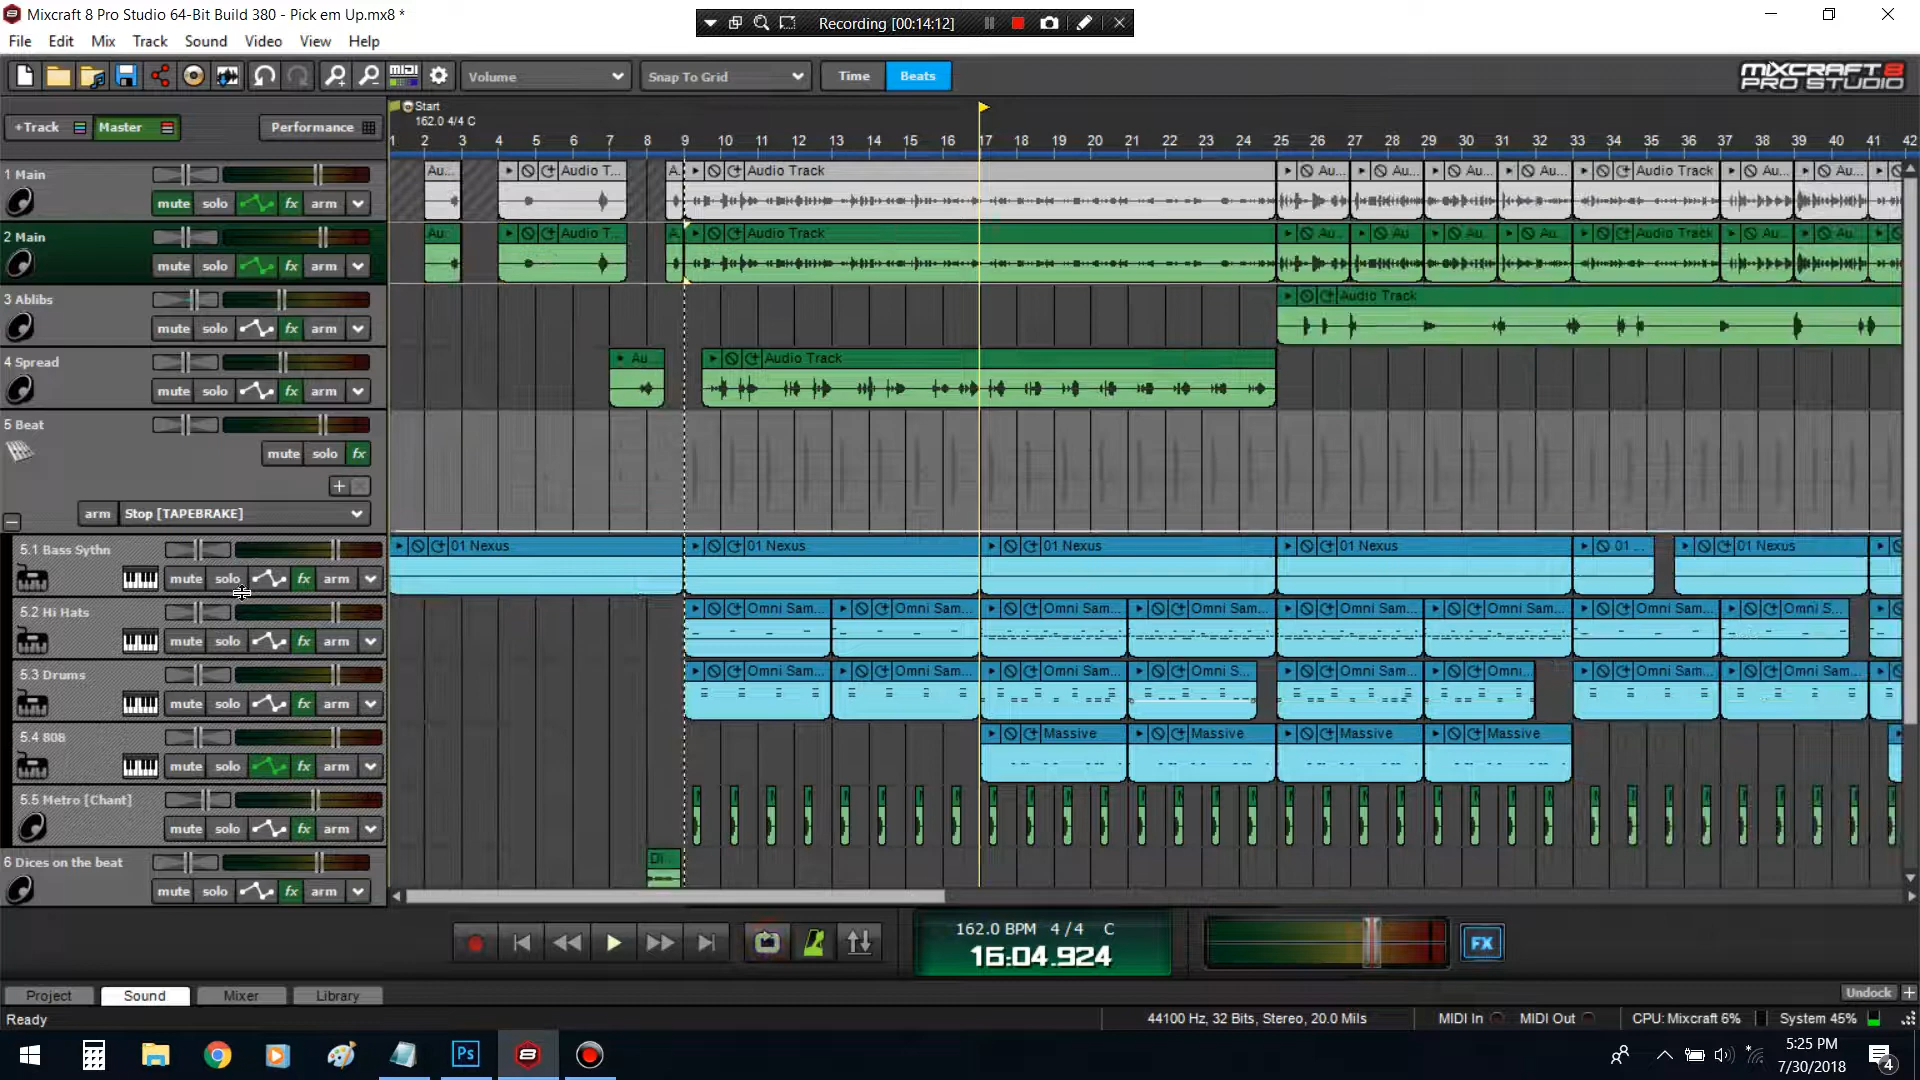 Mixcraft 8 Pro Studio 64-Bit Build 380 - Pick em Up.mx8 *
Recording [00:14:12]
File Edit Mix Track Sound Video View Help
MIDI
Volume
Snap To Grid
Time Beats
MIXCRAFT 8
PRO STUDIO
+Track Master Performance
Start
162.0 4/4 C
1 2 3 4 5 6 7 8 9 10 11 12 13 14 15 16 17 18 19 20 21 22 23 24 25 26 27 28 29 30 31 32 33 34 35 36 37 38 39 40 41 42
1 Main
mute solo fx arm
Au... Audio T... A. Audio Track Au... Au... Au... Au... Audio Track Au... Au...
2 Main
mute solo fx arm
Au Audio T... A. Audio Track Au Au Au Au Audio Track Au Au
3 Ablibs
mute solo fx arm
Audio Track
4 Spread
mute solo fx arm
Au Audio Track
5 Beat
mute solo fx
arm Stop [TAPEBRAKE]
5.1 Bass Sythn
mute solo fx arm
01 Nexus 01 Nexus 01 Nexus 01 Nexus 01 ... 01 Nexus
5.2 Hi Hats
mute solo fx arm
Omni Sam... Omni Sam... Omni Sam... Omni Sam... Omni Sam... Omni Sam... Omni Sam... Omni S...
5.3 Drums
mute solo fx arm
Omni Sam... Omni Sam... Omni Sam... Omni S... Omni Sam... Omni... Omni Sam... Omni Sam...
5.4 808
mute solo fx arm
Massive Massive Massive Massive
5.5 Metro [Chant]
mute solo fx arm
6 Dices on the beat
mute solo fx arm
Di
162.0 BPM 4/4 C
16:04.924
FX
Project Sound Mixer Library
Undock
Ready
44100 Hz, 32 Bits, Stereo, 20.0 Mils MIDI In MIDI Out CPU: Mixcraft 6% System 45%
Ps
8
5:25 PM
7/30/2018
4